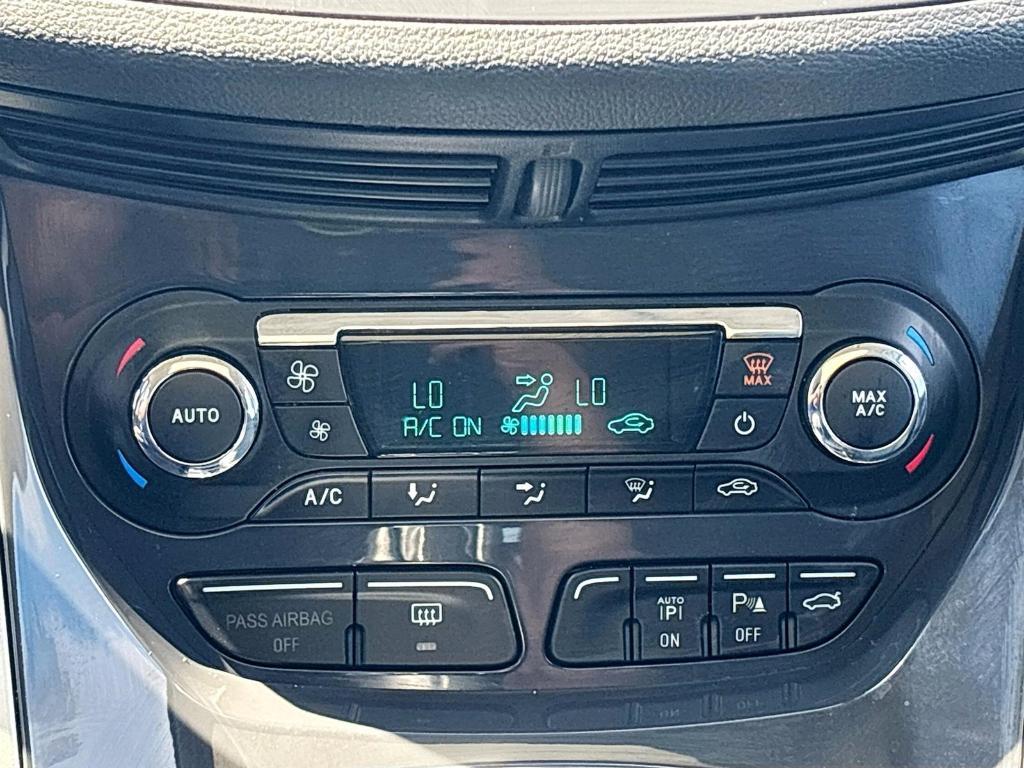 LO LO
A/C ON
AUTO
MAX
MAX
A/C
A/C
PASS AIRBAG
OFF
AUTO
P
ON
P
OFF